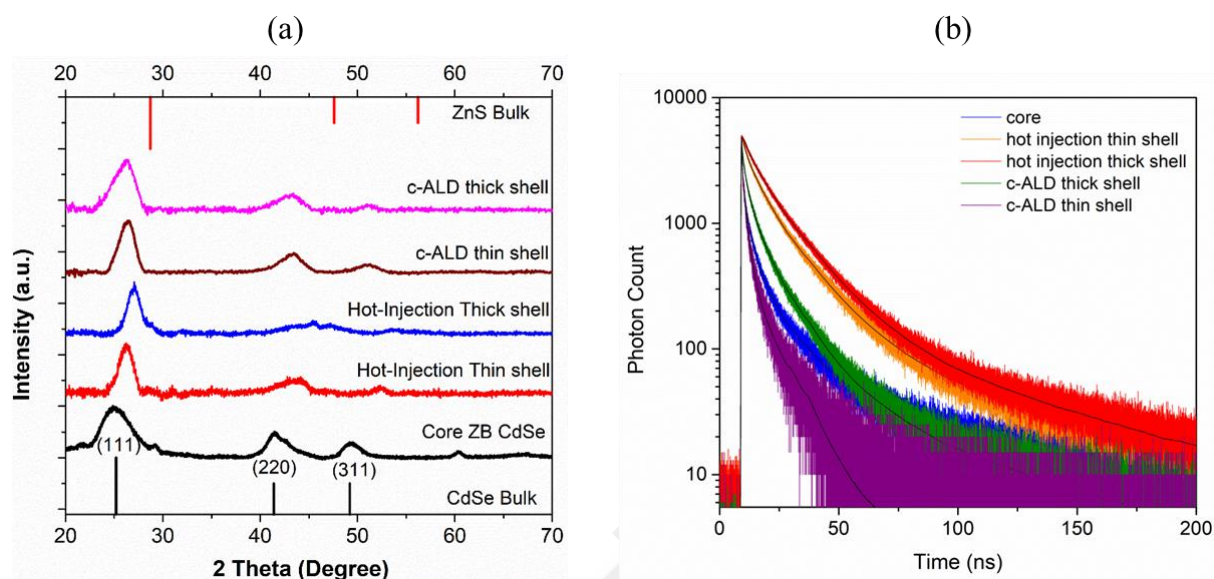 (a)
20 30 40 50 60 70
ZnS Bulk
c-ALD thick shell
c-ALD thin shell
Hot-Injection Thick shell
Hot-Injection Thin shell
Core ZB CdSe
(111)
(220)
(311)
CdSe Bulk
20 30 40 50 60 70
2 Theta (Degree)
Intensity (a.u.)
(b)
10000
1000
100
10
core
hot injection thin shell
hot injection thick shell
c-ALD thick shell
c-ALD thin shell
0 50 100 150 200
Time (ns)
Photon Count